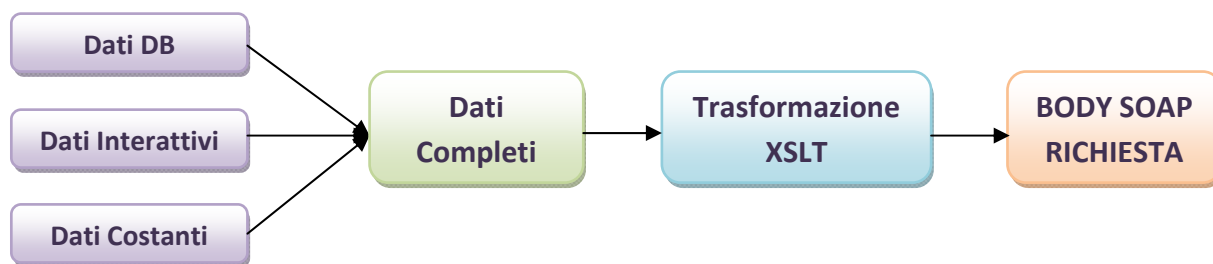 Dati DB
Dati Interattivi
Dati Costanti
Dati
Completi
Trasformazione
XSLT
BODY SOAP
RICHIESTA